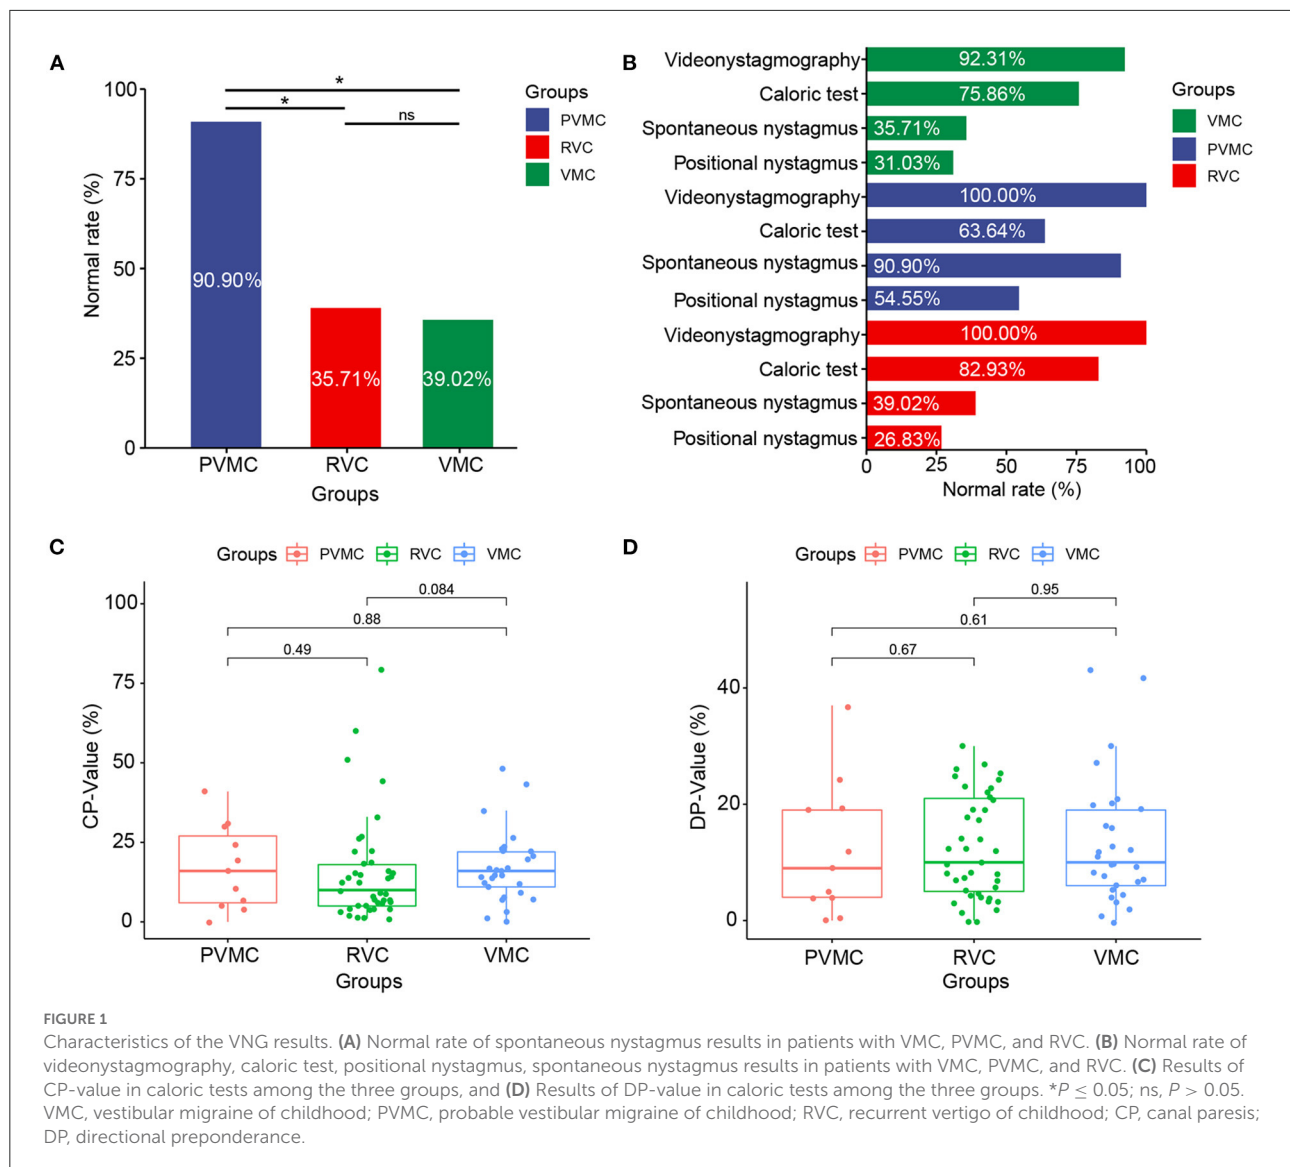 A
Normal rate (%)
100
75
50
25
0
*
*
ns
90.90%
35.71%
39.02%
PVMC RVC VMC
Groups
Groups
PVMC
RVC
VMC
B
Videonystagmography 92.31%
Caloric test 75.86%
Spontaneous nystagmus 35.71%
Positional nystagmus 31.03%
Videonystagmography 100.00%
Caloric test 63.64%
Spontaneous nystagmus 90.90%
Positional nystagmus 54.55%
Videonystagmography 100.00%
Caloric test 82.93%
Spontaneous nystagmus 39.02%
Positional nystagmus 26.83%
0 25 50 75 100
Normal rate (%)
Groups
VMC
PVMC
RVC
C
Groups PVMC RVC VMC
CP-Value (%)
100
75
50
25
0
0.084
0.88
0.49
PVMC RVC VMC
Groups
D
Groups PVMC RVC VMC
DP-Value (%)
40
20
0
0.95
0.61
0.67
PVMC RVC VMC
Groups
FIGURE 1
Characteristics of the VNG results. (A) Normal rate of spontaneous nystagmus results in patients with VMC, PVMC, and RVC. (B) Normal rate of
videonystagmography, caloric test, positional nystagmus, spontaneous nystagmus results in patients with VMC, PVMC, and RVC. (C) Results of
CP-value in caloric tests among the three groups, and (D) Results of DP-value in caloric tests among the three groups. *P ≤ 0.05; ns, P > 0.05.
VMC, vestibular migraine of childhood; PVMC, probable vestibular migraine of childhood; RVC, recurrent vertigo of childhood; CP, canal paresis;
DP, directional preponderance.